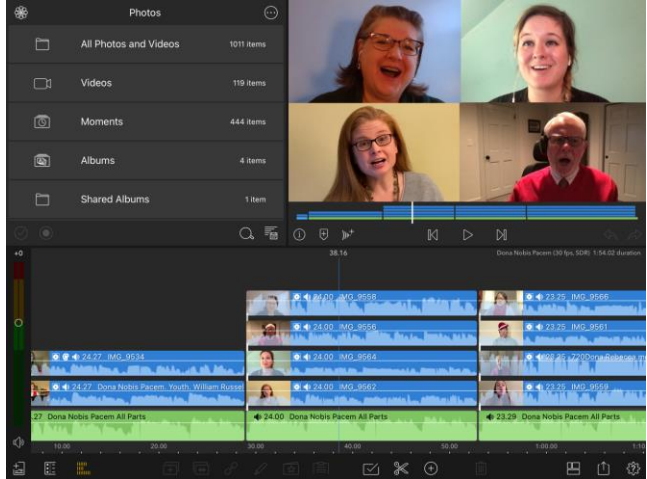 Photos
All Photos and Videos 1011 items
Videos 119 items
Moments 444 items
Albums 4 items
Shared Albums 1 item
+0 38.16 Dona Nobis Pacem (30 fps, SDR) 1:54.02 duration
24.00 IMG_9558 23.25 IMG_9566
24.00 IMG_9556 23.25 IMG_9561
24.27 IMG_9534 24.00 IMG_9564
24.27 Dona Nobis Pacem. Youth. William Russe 24.00 IMG_9562 23.25 IMG_9559
.27 Dona Nobis Pacem All Parts 24.00 Dona Nobis Pacem All Parts 23.29 Dona Nobis Pacem All Parts
10.00 20.00 30.00 40.00 50.00 1:00.00 1:10